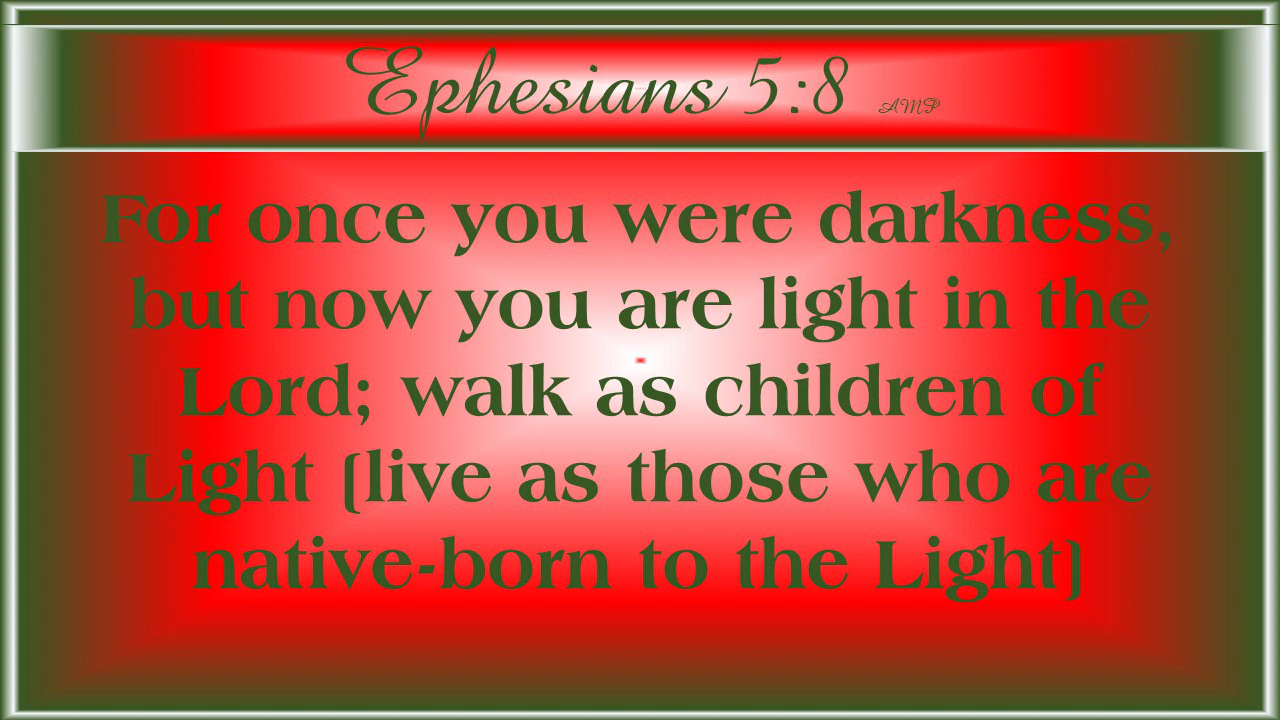 Ephesians 5:8 AMP
For once you were darkness,
but now you are light in the
Lord; walk as children of
Light (live as those who are
native-born to the Light)